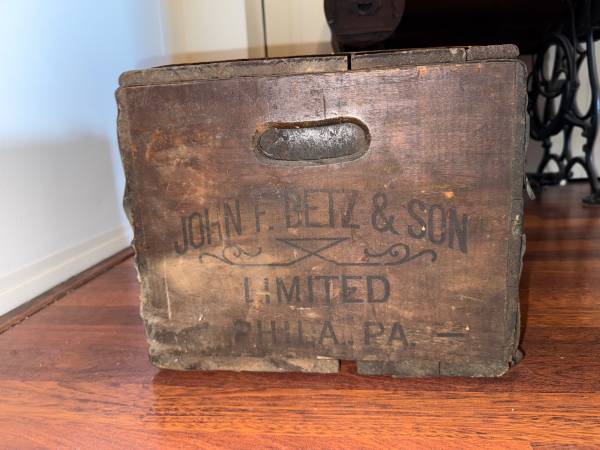 JOHN F. BETZ & SON
LIMITED
PHILA., PA.